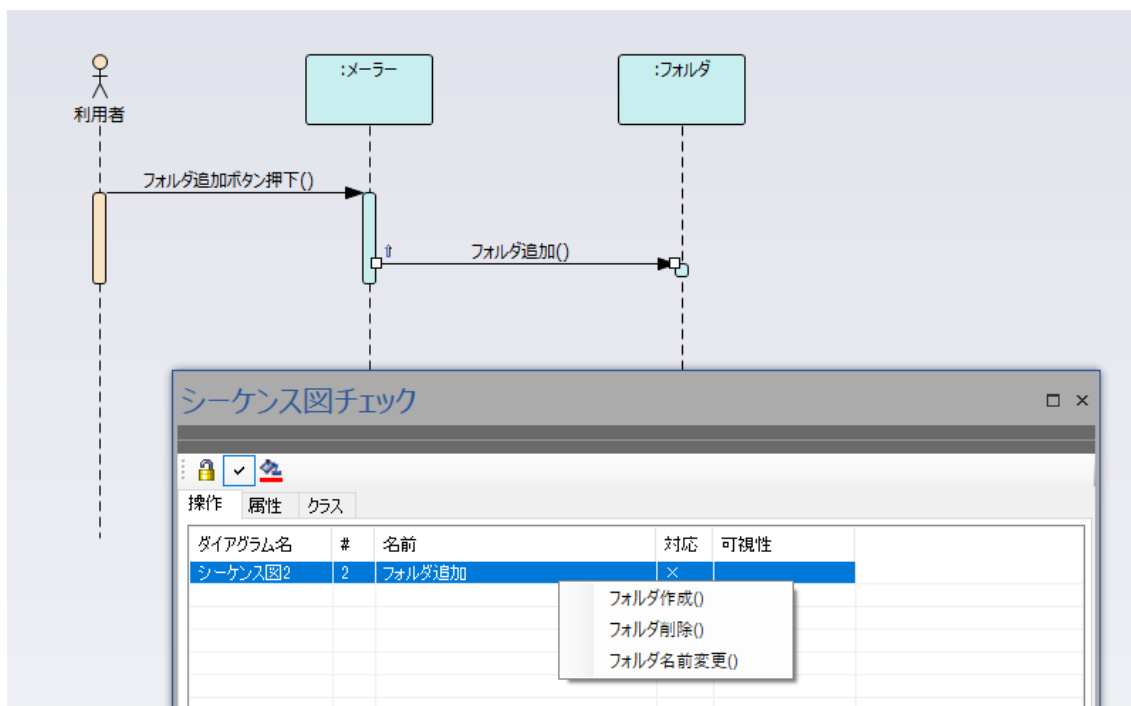 :メーラー
:フォルダ
利用者
フォルダ追加ボタン押下()
フォルダ追加()
シーケンス図チェック
操作 属性 クラス
ダイアグラム名 # 名前 対応 可視性
シーケンス図2 2 フォルダ追加 ×
フォルダ作成()
フォルダ削除()
フォルダ名前変更()